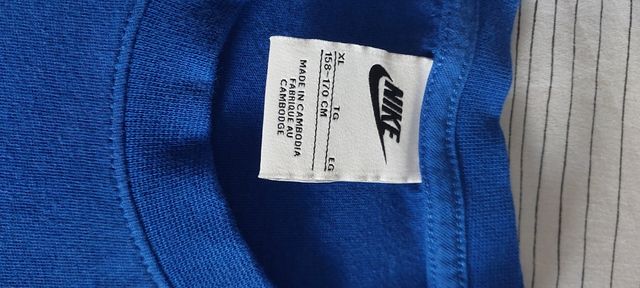 NIKE
XL TG EG
158-170 CM
MADE IN CAMBODIA
FABRIQUE AU
CAMBODGE